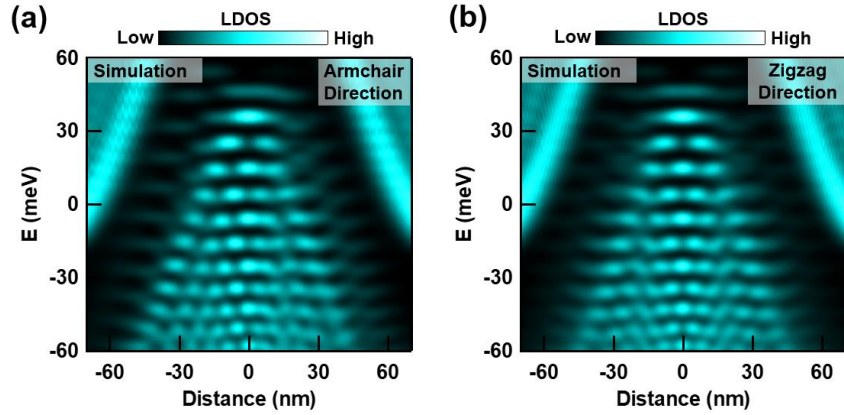 (a)
LDOS
Low High
Simulation
Armchair
Direction
60
30
0
-30
-60
E (meV)
-60 -30 0 30 60
Distance (nm)
(b)
LDOS
Low High
Simulation
Zigzag
Direction
60
30
0
-30
-60
E (meV)
-60 -30 0 30 60
Distance (nm)